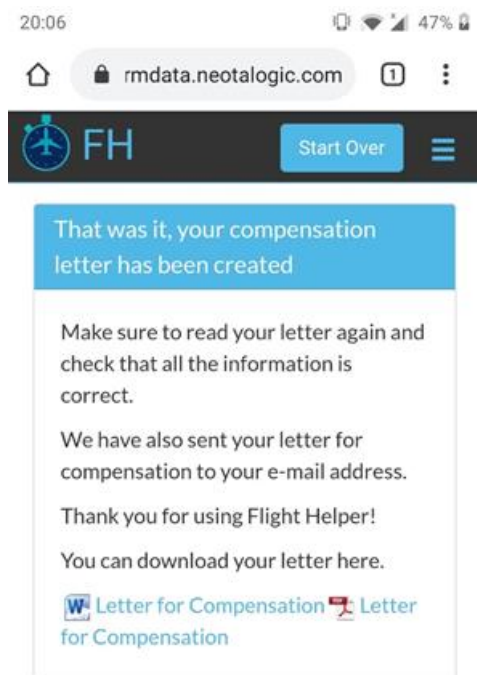 20:06 47%
rmdata.neotalogic.com 1
FH Start Over
That was it, your compensation
letter has been created
Make sure to read your letter again and
check that all the information is
correct.
We have also sent your letter for
compensation to your e-mail address.
Thank you for using Flight Helper!
You can download your letter here.
W Letter for Compensation PDF Letter
for Compensation